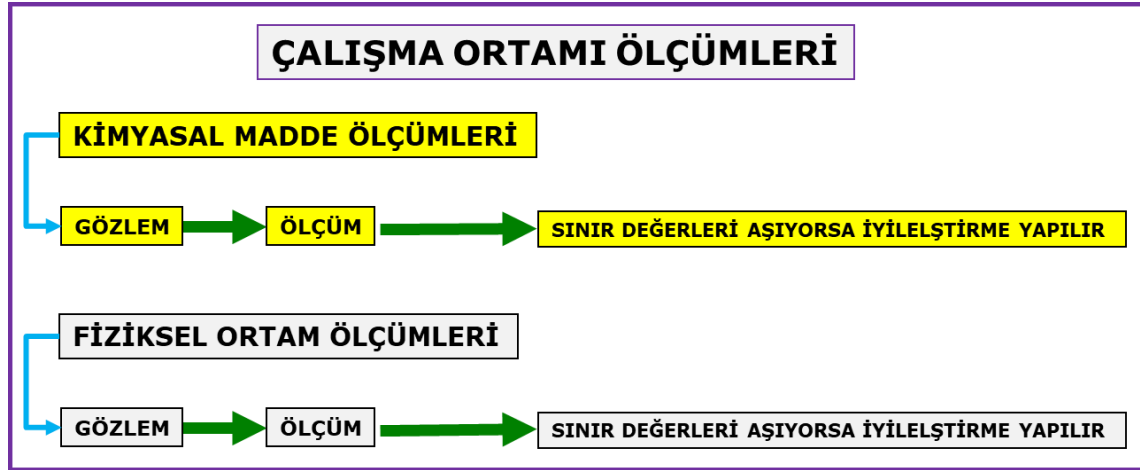 ÇALIŞMA ORTAMI ÖLÇÜMLERİ
KİMYASAL MADDE ÖLÇÜMLERİ
GÖZLEM
ÖLÇÜM
SINIR DEĞERLERİ AŞIYORSA İYİLELŞTİRME YAPILIR
FİZİKSEL ORTAM ÖLÇÜMLERİ
GÖZLEM
ÖLÇÜM
SINIR DEĞERLERİ AŞIYORSA İYİLELŞTİRME YAPILIR